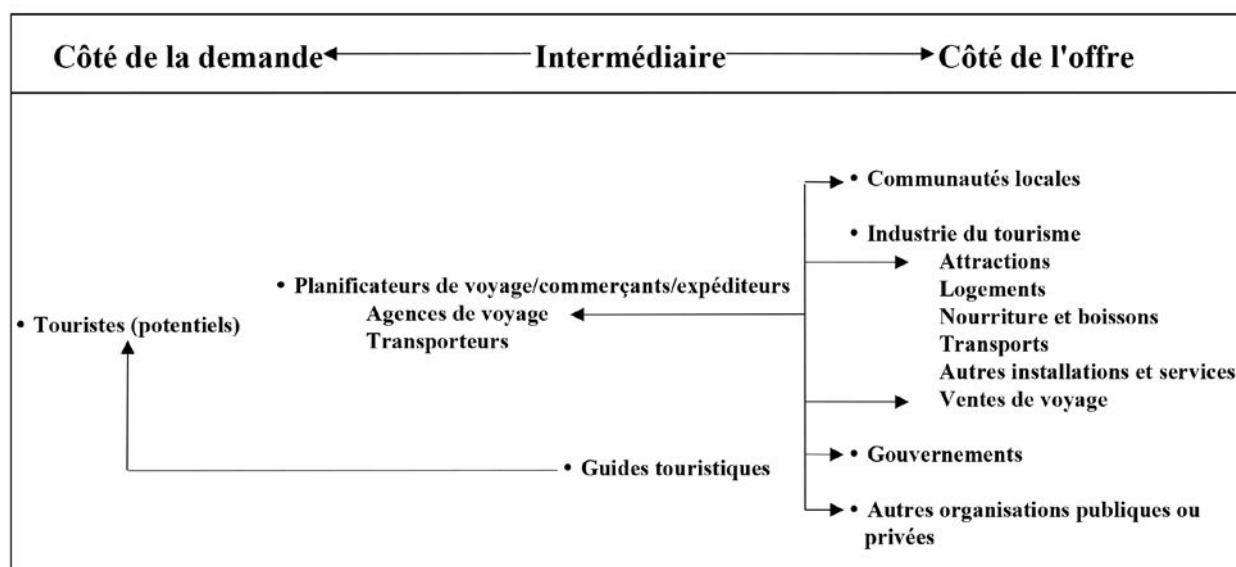 Côté de la demande Intermédiaire Côté de l'offre
• Communautés locales
• Industrie du tourisme
Attractions
• Planificateurs de voyage/commerçants/expéditeurs
Logements
Agences de voyage
Nourriture et boissons
• Touristes (potentiels)
Transporteurs
Transports
Autres installations et services
Ventes de voyage
• Gouvernements
• Guides touristiques
• Autres organisations publiques ou
privées